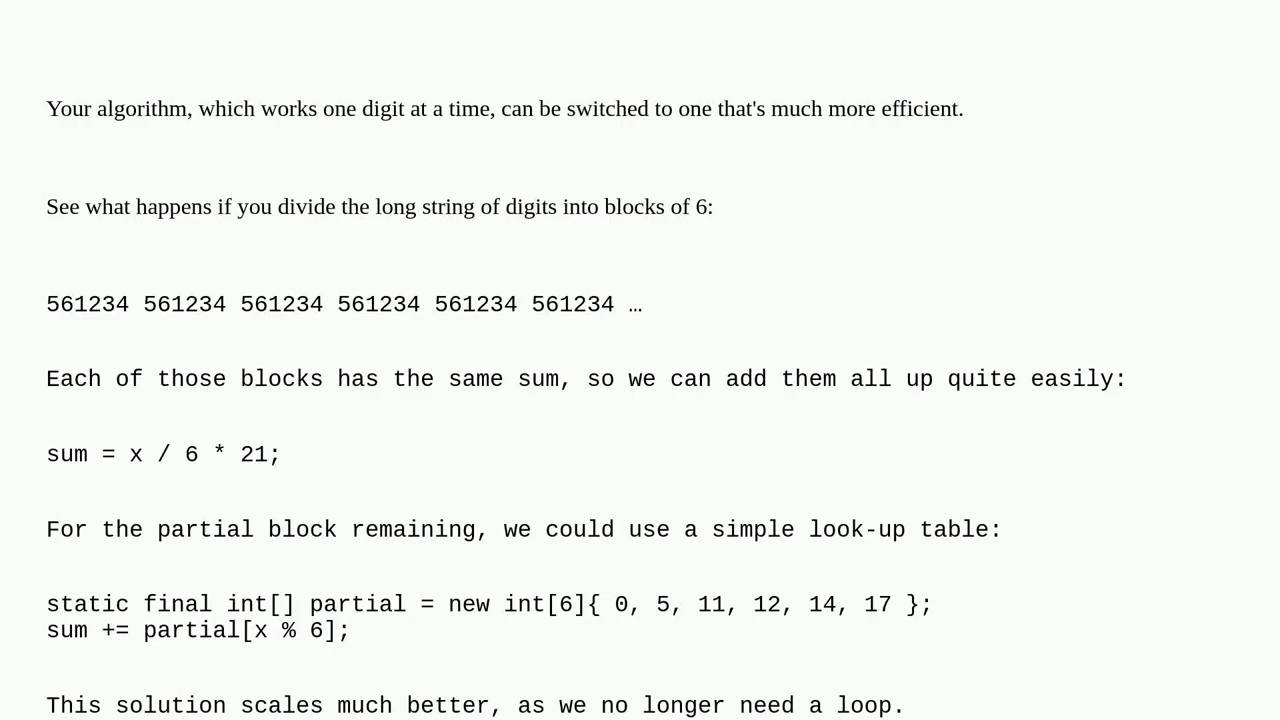 Your algorithm, which works one digit at a time, can be switched to one that's much more efficient.
See what happens if you divide the long string of digits into blocks of 6:
561234 561234 561234 561234 561234 561234 …
Each of those blocks has the same sum, so we can add them all up quite easily:
sum = x / 6 * 21;
For the partial block remaining, we could use a simple look-up table:
static final int[] partial = new int[6]{ 0, 5, 11, 12, 14, 17 };
sum += partial[x % 6];
This solution scales much better, as we no longer need a loop.